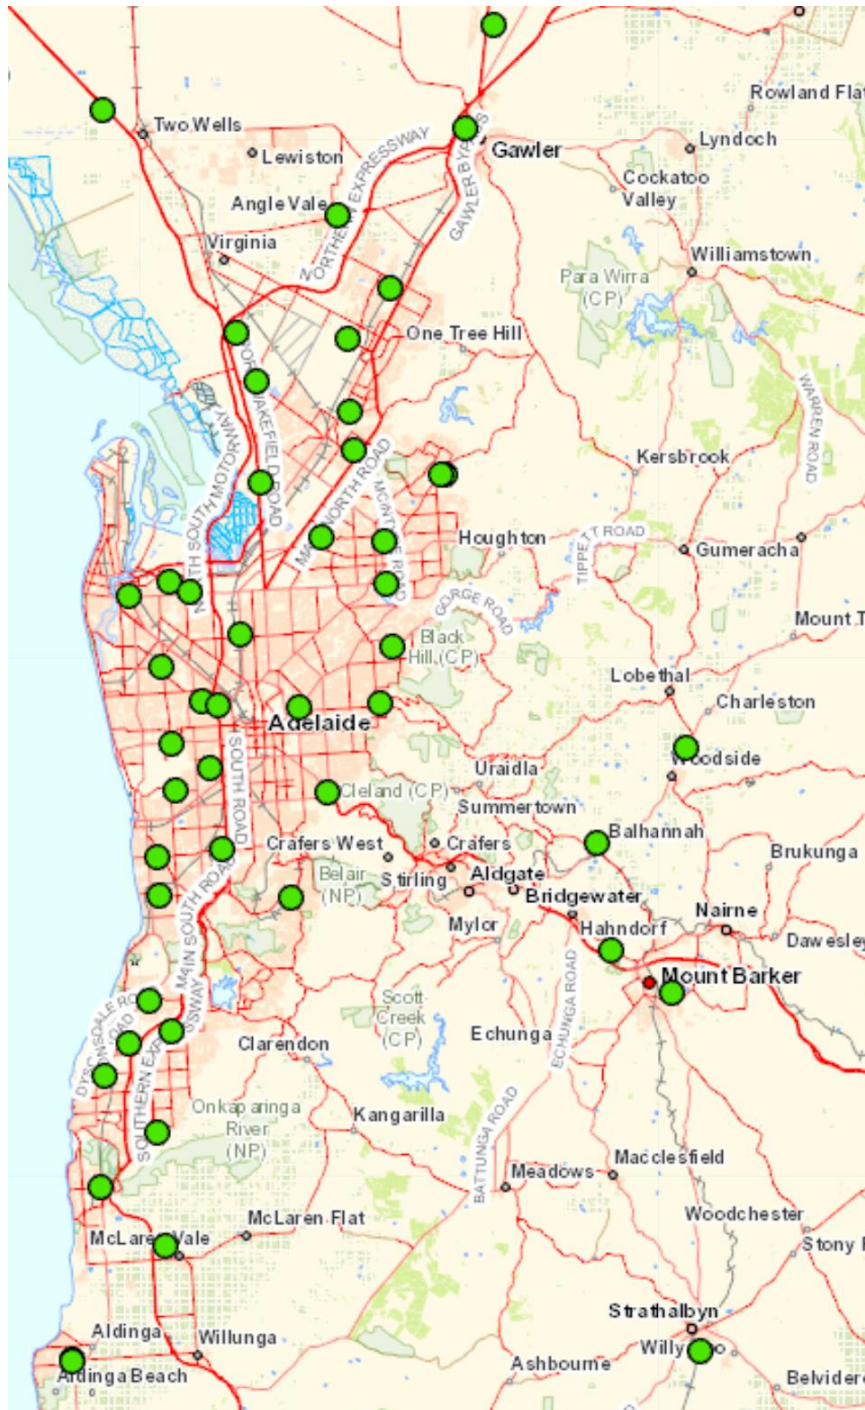 Rowland Flat
Two Wells
Lewiston
Gawler
Lyndoch
NORTHERN EXPRESSWAY
GAWLER BYPASS
Cockatoo
Valley
Angle Vale
Virginia
Williamstown
Para Wirra
(CP)
One Tree Hill
PORT WAKEFIELD ROAD
WARREN ROAD
NORTH SOUTH MOTORWAY
MAIN NORTH ROAD
Kersbrook
MCINTYRE ROAD
Houghton
TIPPETT ROAD
Gumeracha
GORGE ROAD
Black
Hill (CP)
Mount T
Lobethal
Charleston
Adelaide
SOUTH ROAD
Uraidla
Woodside
Cleland (CP)
Summertown
Crafers West
Crafers
Balhannah
Belair
(NP)
Stirling
Aldgate
Brukunga
Bridgewater
MAIN SOUTH ROAD
Mylor
Hahndorf
Nairne
Dawesley
Mount Barker
ECHUNGA ROAD
Scott
Creek
(CP)
Echunga
Clarendon
SOUTHERN EXPRESSWAY
Onkaparinga
River
(NP)
Kangarilla
BATTUNGA ROAD
Macclesfield
Meadows
McLaren Flat
Woodchester
McLaren Vale
Stony
Strathalbyn
Aldinga
Willunga
Willy
Aldinga Beach
Ashbourne
Belvidere